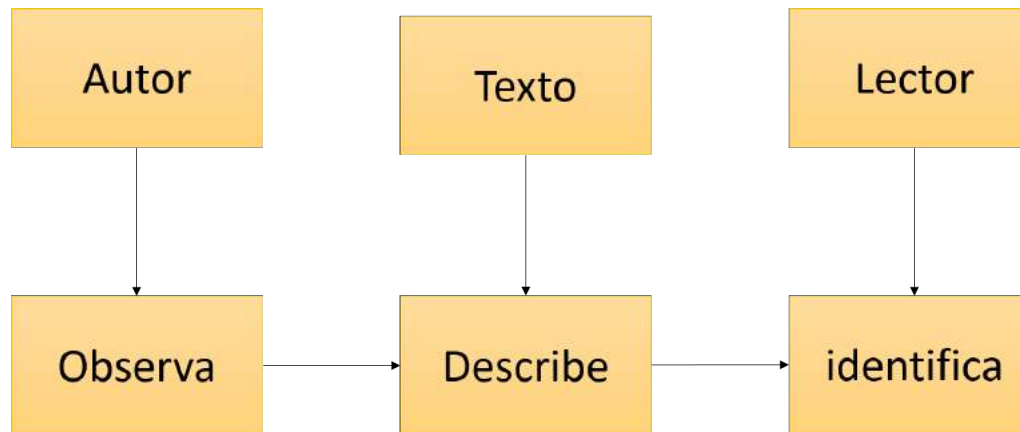 Autor
Texto
Lector
Observa
Describe
identifica